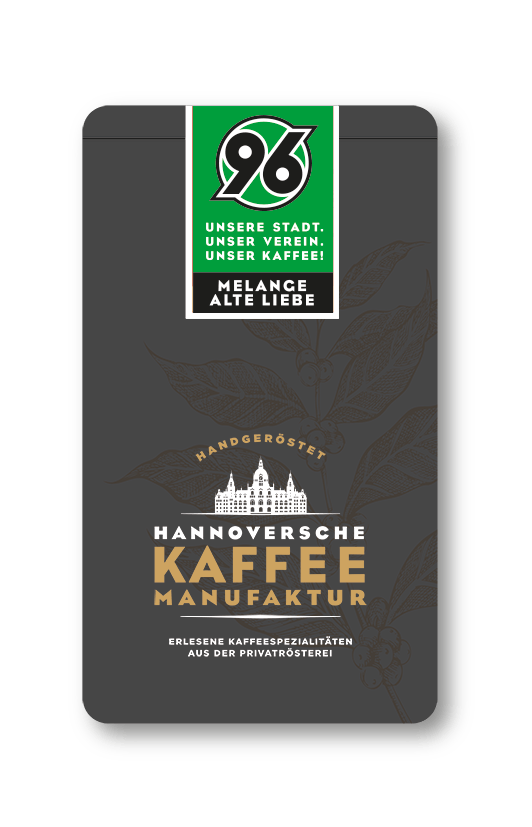 96
UNSERE STADT.
UNSER VEREIN.
UNSER KAFFEE!
MELANGE
ALTE LIEBE
HANDGERÖSTET
HANNOVERSCHE
KAFFEE
MANUFAKTUR
ERLESENE KAFFEESPEZIALITÄTEN
AUS DER PRIVATRÖSTEREI